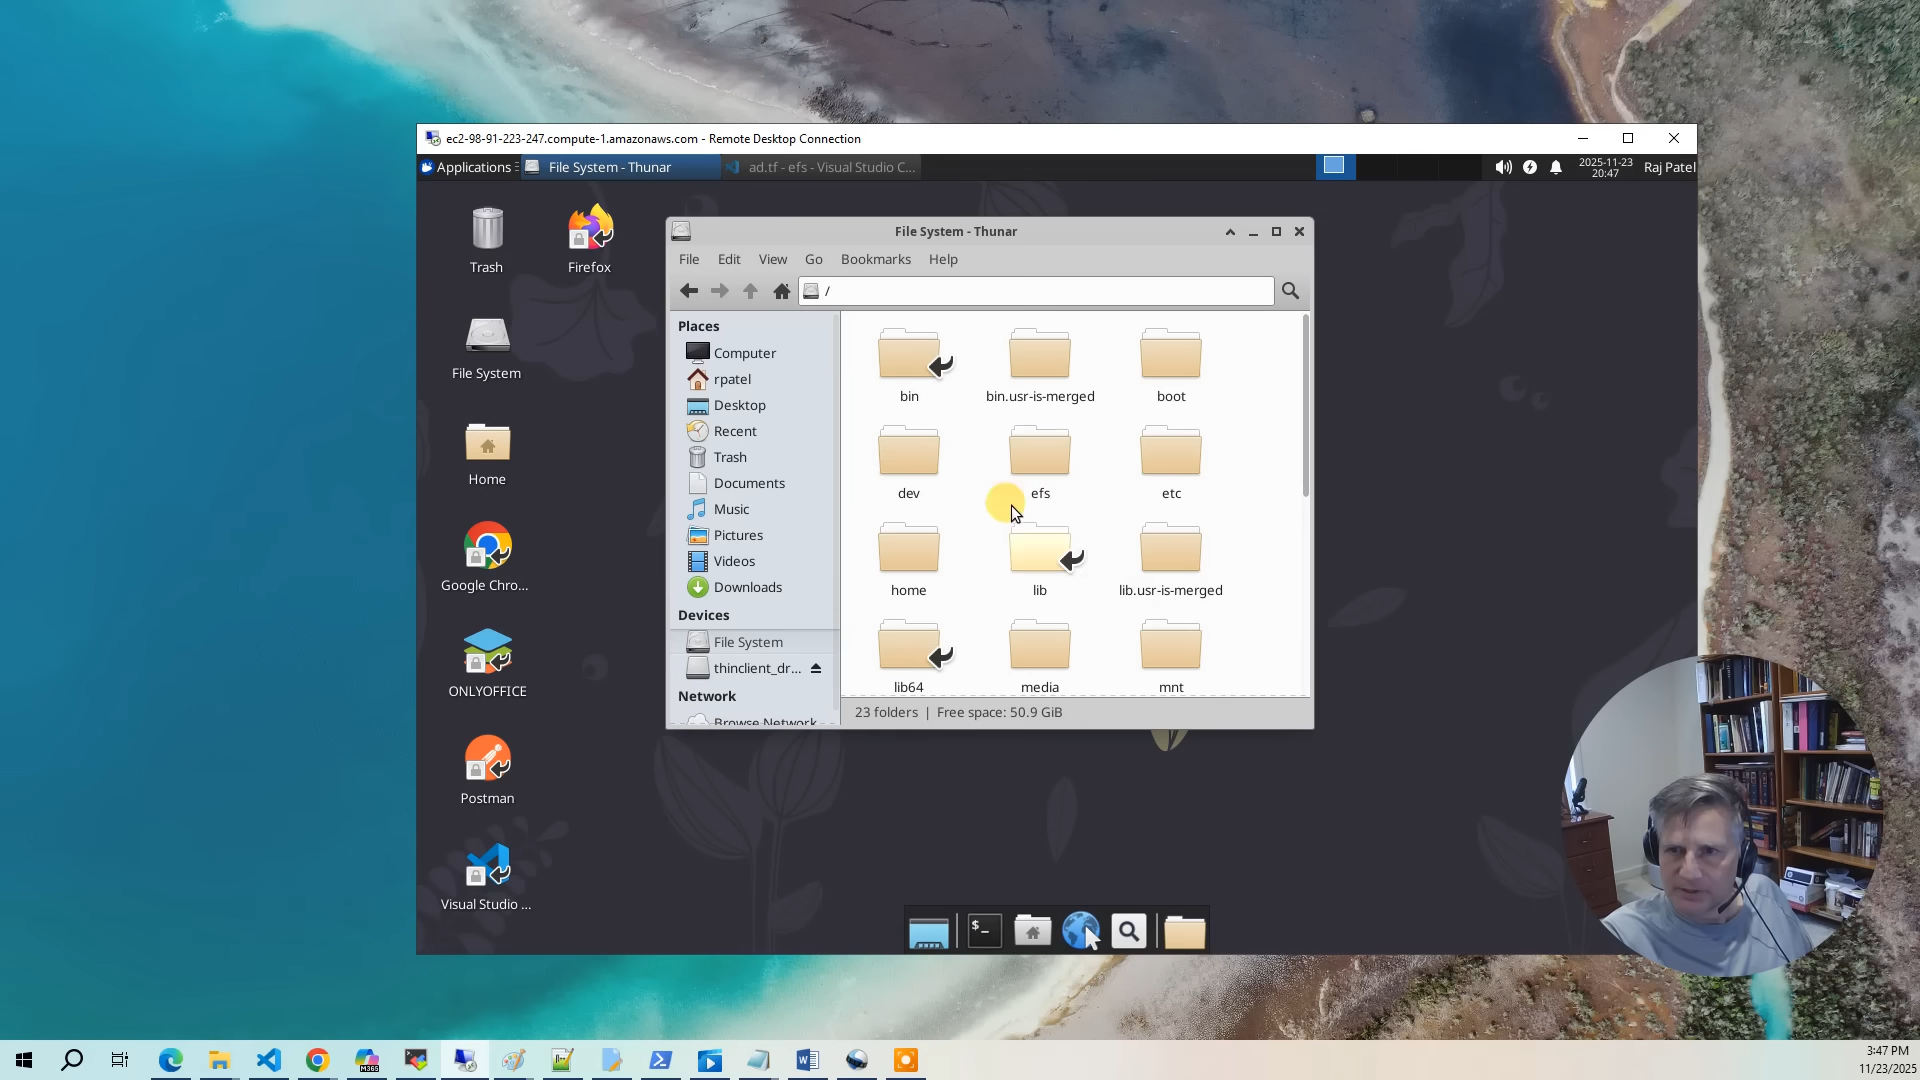 ec2-98-91-223-247.compute-1.amazonaws.com - Remote Desktop Connection
Applications
File System - Thunar
ad.tf - efs - Visual Studio C...
2025-11-23
20:47
Raj Patel
Trash
Firefox
File System
Home
Google Chro...
ONLYOFFICE
Postman
Visual Studio ...
File System - Thunar
File Edit View Go Bookmarks Help
/
Places
Computer
rpatel
Desktop
Recent
Trash
Documents
Music
Pictures
Videos
Downloads
Devices
File System
thinclient_dr...
Network
Browse Network
bin bin.usr-is-merged boot
dev efs etc
home lib lib.usr-is-merged
lib64 media mnt
23 folders | Free space: 50.9 GiB
$-
M365
3:47 PM
11/23/2025